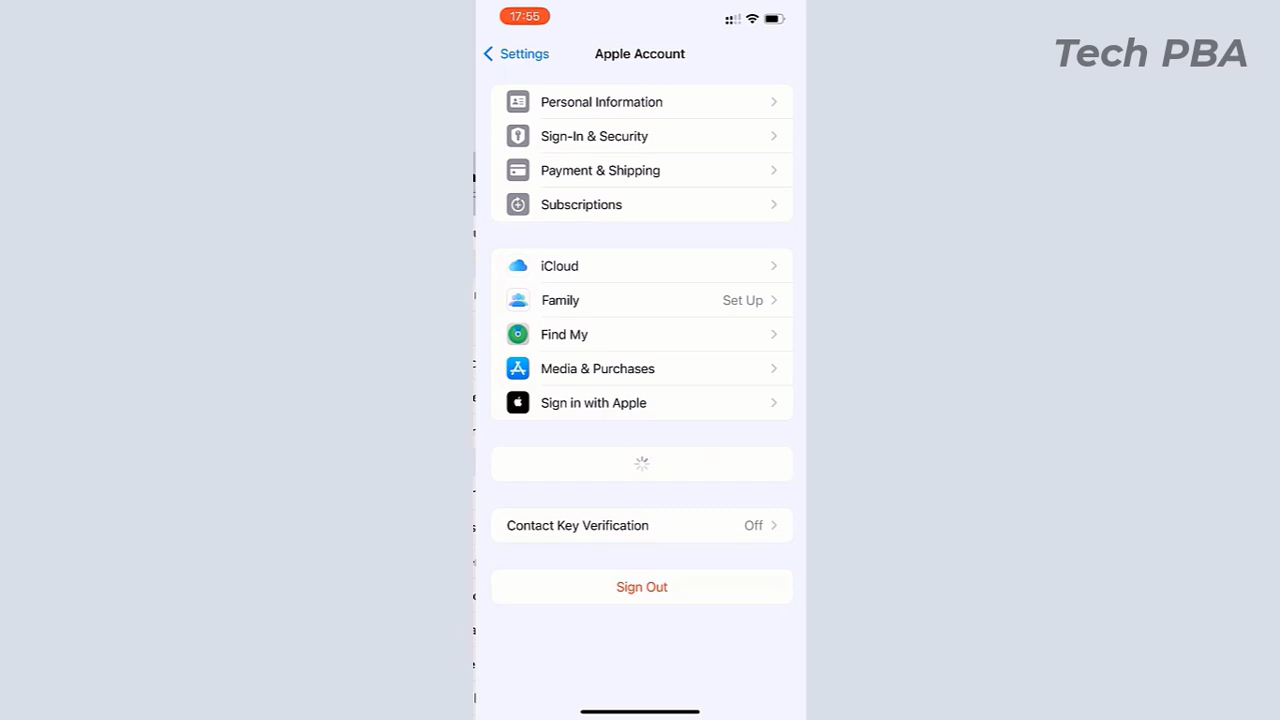 17:55
Tech PBA
Settings
Apple Account
Personal Information
Sign-In & Security
Payment & Shipping
Subscriptions
iCloud
Family
Set Up
Find My
Media & Purchases
Sign in with Apple
Contact Key Verification
Off
Sign Out